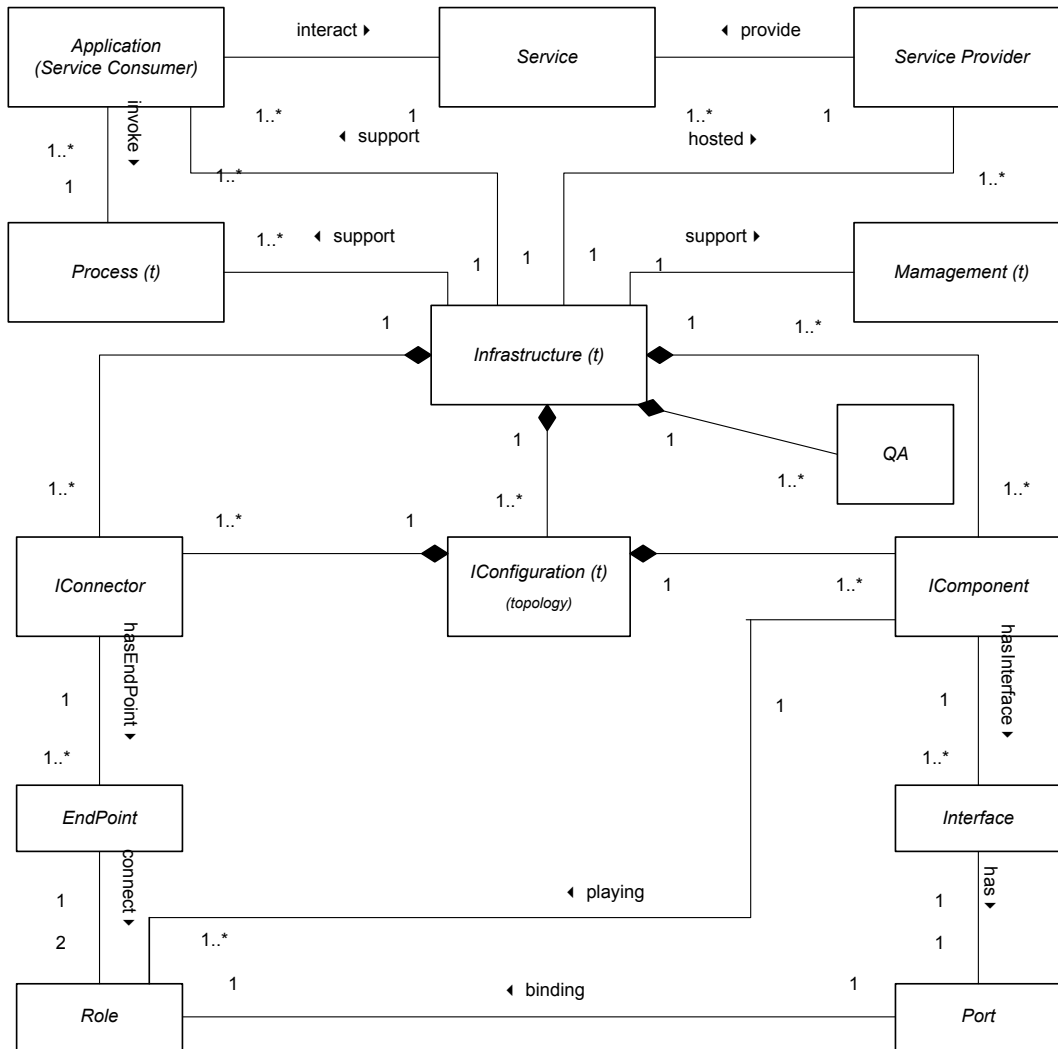 Application
(Service Consumer)
interact ►
Service
◄ provide
Service Provider
invoke ►
1..*
1
1..*
1
◄ support
hosted ►
1..*
1
1..*
1..*
Process (t)
1..*
◄ support
support ►
Mamagement (t)
1
1
1
1
1
1
1..*
Infrastructure (t)
1
1
QA
1..*
1..*
1..*
1..*
1..*
1
IConnector
IConfiguration (t)
(topology)
1
1..*
IComponent
hasEndPoint ►
hasInterface ►
1
1
1
1..*
1..*
EndPoint
Interface
connect ►
has ►
◄ playing
1
1
2
1..*
1
1
◄ binding
1
Role
Port